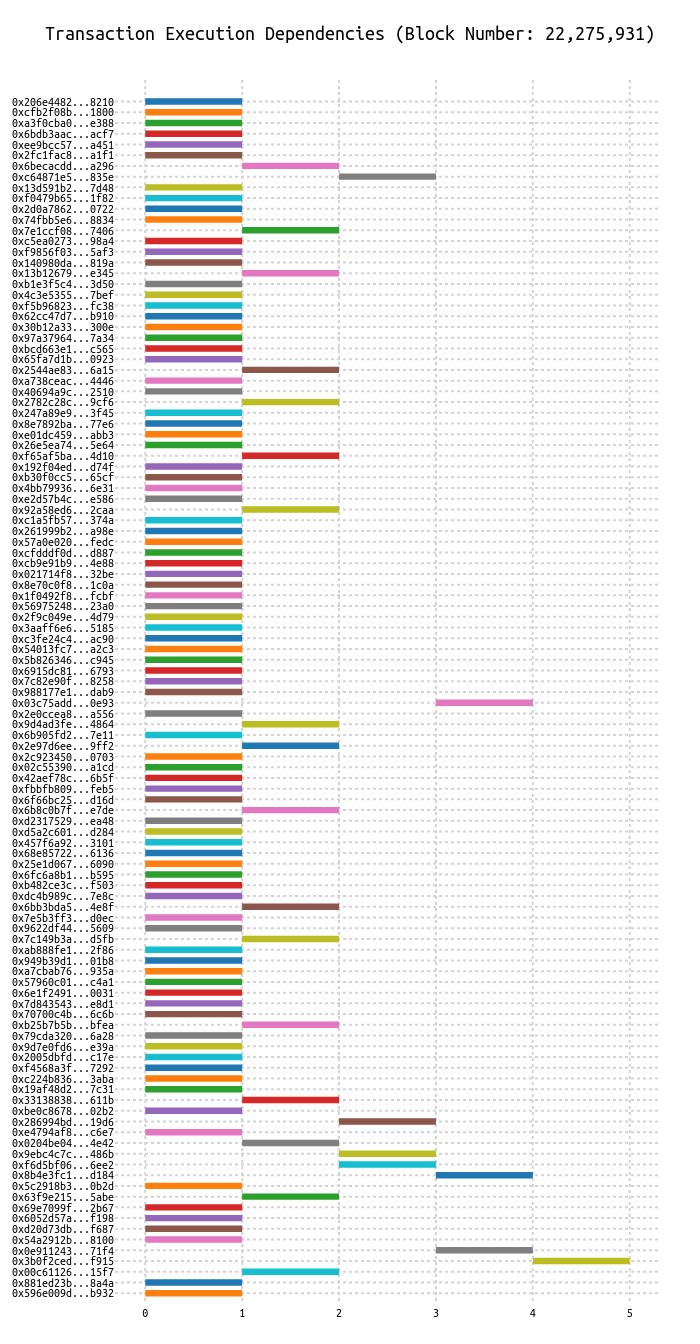 Transaction Execution Dependencies (Block Number: 22,275,931)
0x206e4482...8210
0xcfb2f08b...1800
0xa3f0cba0...e388
0x6bdb3aac...acf7
0xee9bcc57...a451
0x2fc1fac8...a1f1
0x6becacdd...a296
0xc64871e5...835e
0x13d591b2...7d48
0xf0479b65...1f82
0x2d0a7862...0722
0x74fbb5e6...8834
0x7e1ccf08...7406
0xc5ea0273...98a4
0xf9856f03...5af3
0x140980da...819a
0x13b12679...e345
0xb1e3f5c4...3d50
0x4c3e5355...7bef
0xf5b96823...fc38
0x62cc47d7...b910
0x30b12a33...300e
0x97a37964...7a34
0xbcd663e1...c565
0x65fa7d1b...0923
0x2544ae83...6a15
0xa738ceac...4446
0x40694a9c...2510
0x2782c28c...9cf6
0x247a89e9...3f45
0x8e7892ba...77e6
0xe01dc459...abb3
0x26e5ea74...5e64
0xf65af5ba...4d10
0x192f04ed...d74f
0xb30f0cc5...65cf
0x4bb79936...6e31
0xe2d57b4c...e586
0x92a58ed6...2caa
0xc1a5fb57...374a
0x261999b2...a98e
0x57a0e020...fedc
0xcfdddf0d...d887
0xcb9e91b9...4e88
0x021714f8...32be
0x8e70c0f8...1c0a
0x1f0492f8...fcbf
0x56975248...23a0
0x2f9c049e...4d79
0x3aaff6e6...5185
0xc3fe24c4...ac90
0x54013fc7...a2c3
0x5b826346...c945
0x6915dc81...6793
0x7c82e90f...8258
0x988177e1...dab9
0x03c75add...0e93
0x2e0ccea8...a556
0x9d4ad3fe...4864
0x6b905fd2...7e11
0x2e97d6ee...9ff2
0x2c923450...0703
0x02c55390...a1cd
0x42aef78c...6b5f
0xfbbfb809...feb5
0x6f66bc25...d16d
0x6b8c0b7f...e7de
0xd2317529...ea48
0xd5a2c601...d284
0x457f6a92...3101
0x68e85722...6136
0x25e1d067...6090
0x6fc6a8b1...b595
0xb482ce3c...f503
0xdc4b989c...7e8c
0x6bb3bda5...4e8f
0x7e5b3ff3...d0ec
0x9622df44...5609
0x7c149b3a...d5fb
0xab888fe1...2f86
0x949b39d1...01b8
0xa7cbab76...935a
0x57960c01...c4a1
0x6e1f2491...0031
0x7d843543...e8d1
0x70700c4b...6c6b
0xb25b7b5b...bfea
0x79cda320...6a28
0x9d7e0fd6...e39a
0x2005dbfd...c17e
0xf4568a3f...7292
0xc224b836...3aba
0x19af48d2...7c31
0x33138838...611b
0xbe0c8678...02b2
0x286994bd...19d6
0xe4794af8...c6e7
0x0204be04...4e42
0x9ebc4c7c...486b
0xf6d5bf06...6ee2
0x8b4e3fc1...d184
0x5c2918b3...0b2d
0x63f9e215...5abe
0x69e7099f...2b67
0x6052d57a...f198
0xd20d73db...f687
0x54a2912b...8100
0x0e911243...71f4
0x3b0f2ced...f915
0x00c61126...15f7
0x881ed23b...8a4a
0x596e009d...b932
0 1 2 3 4 5